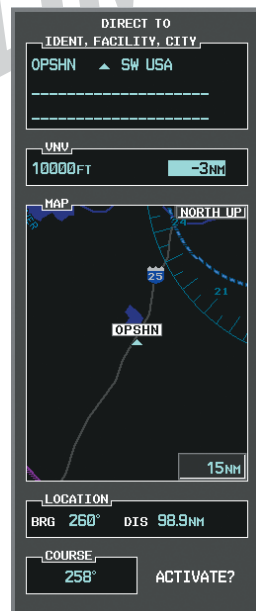 DIRECT TO
IDENT, FACILITY, CITY
OPSHN SW USA
VNV
10000FT -3NM
MAP
NORTH UP
25
21
OPSHN
15NM
LOCATION
BRG 260° DIS 98.9NM
COURSE
258° ACTIVATE?